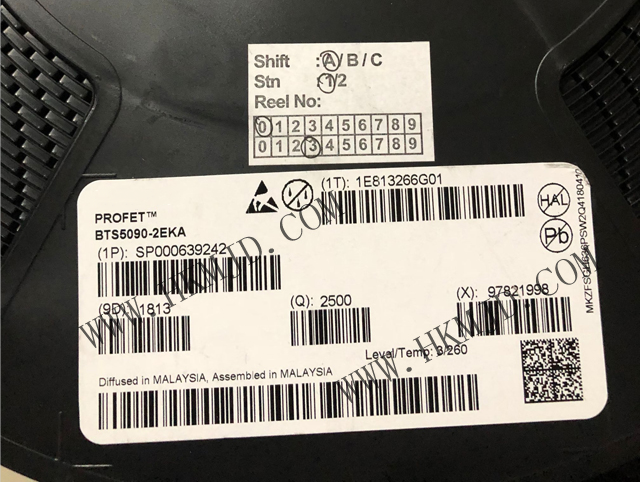 Shift : A / B / C
Stn : 1/2
Reel No:
0 1 2 3 4 5 6 7 8 9
0 1 2 3 4 5 6 7 8 9
PROFET™
BTS5090-2EKA
(1T): 1E813266G01
(1P): SP000639242
HAL
Pb
(9D): 1813
(Q): 2500
(X): 97821998
Level/Temp: 3/260
Diffused in MALAYSIA, Assembled in MALAYSIA
WWW.HKMJD.COM
WWW.HKMJD.COM